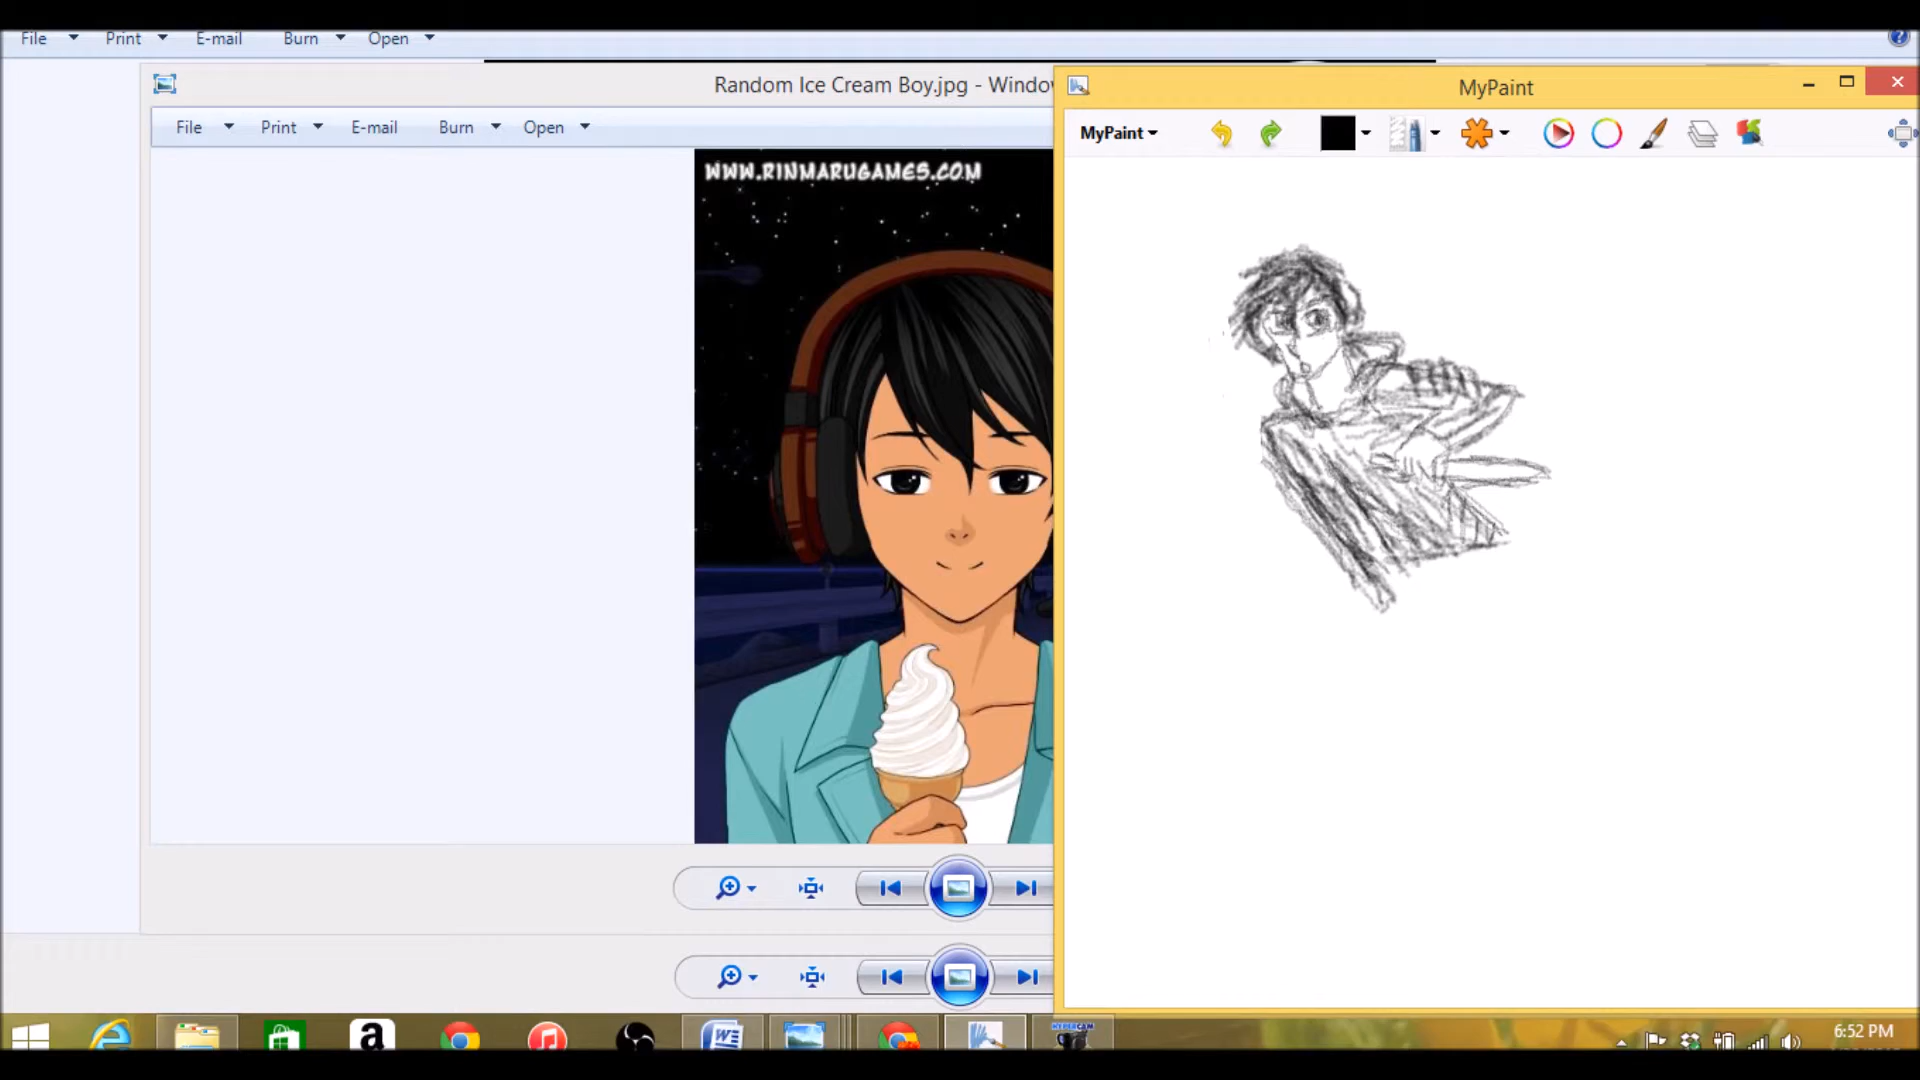 File Print E-mail Burn Open
Random Ice Cream Boy.jpg - Windo
MyPaint
File Print E-mail Burn Open
MyPaint
WWW.RINMARUGAMES.COM
HYPERCAM
6:52 PM